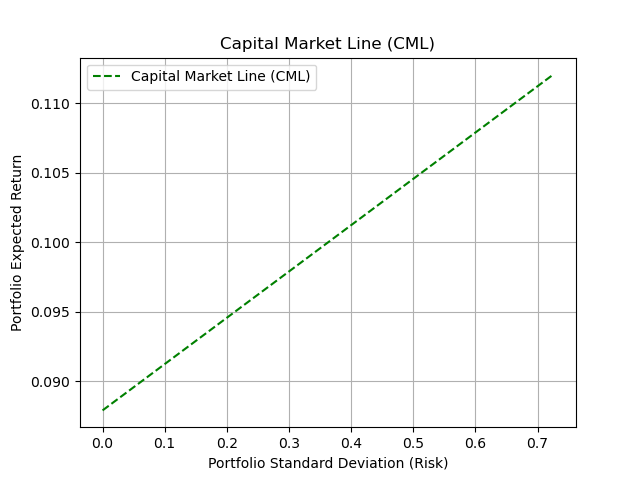 Capital Market Line (CML)
Capital Market Line (CML)
0.110
0.105
0.100
0.095
0.090
Portfolio Expected Return
0.0 0.1 0.2 0.3 0.4 0.5 0.6 0.7
Portfolio Standard Deviation (Risk)